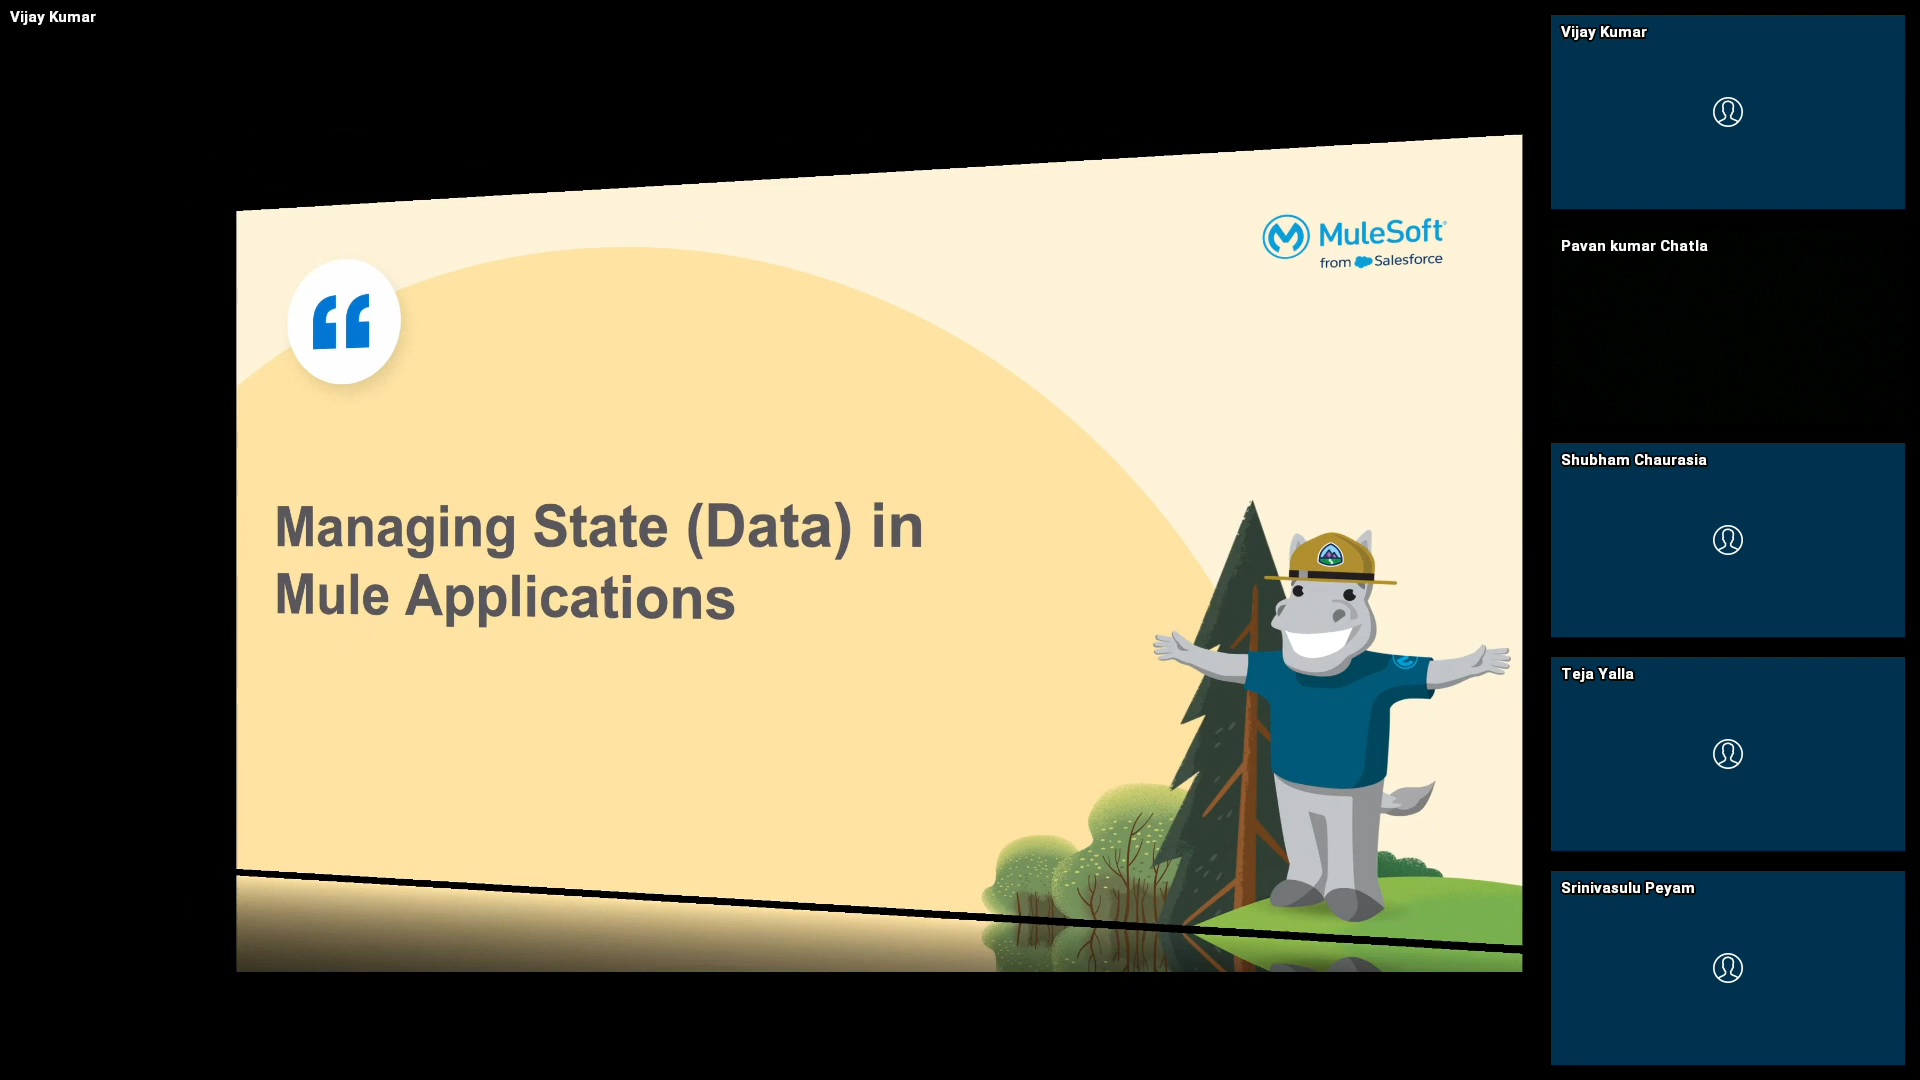 Vijay Kumar
MuleSoft
from Salesforce
Managing State (Data) in
Mule Applications
Vijay Kumar
Pavan kumar Chatla
Shubham Chaurasia
Teja Yalla
Srinivasulu Peyam